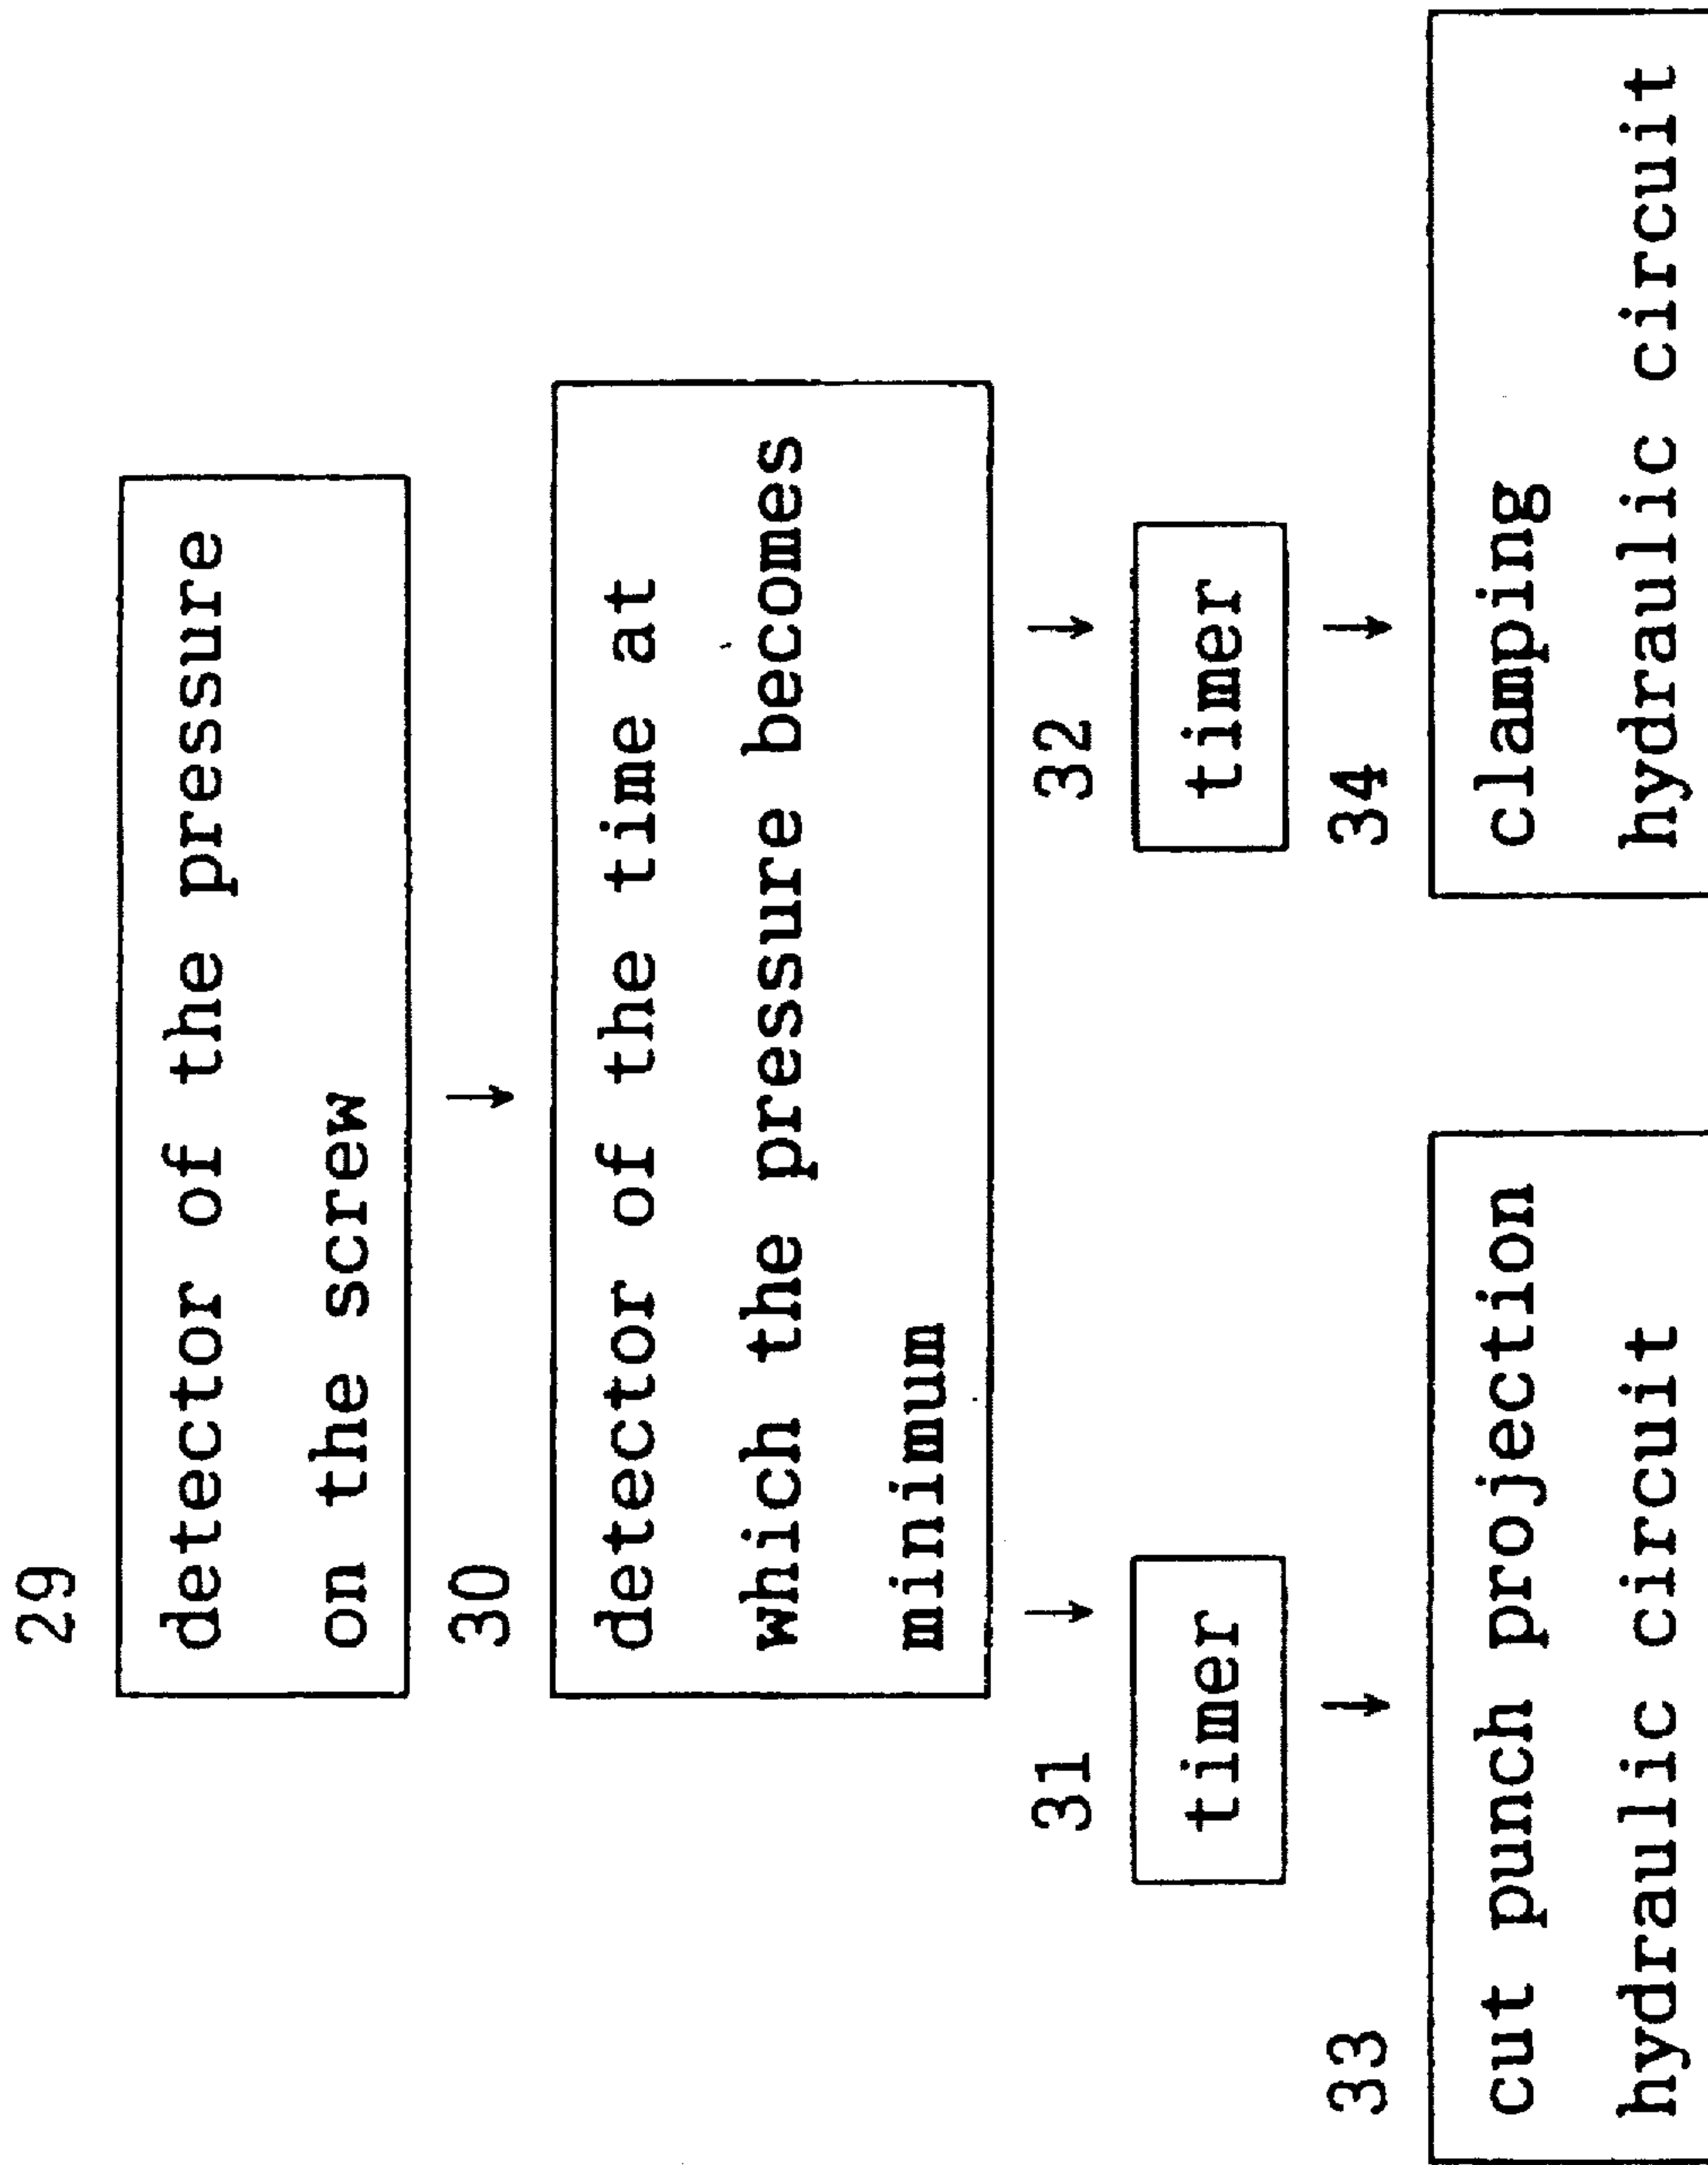 29
detector of the pressure
on the screw
30
detector of the time at
which the pressure becomes
minimum
31
timer
32
timer
33
cut punch projection
hydraulic circuit
34
clamping
hydraulic circuit